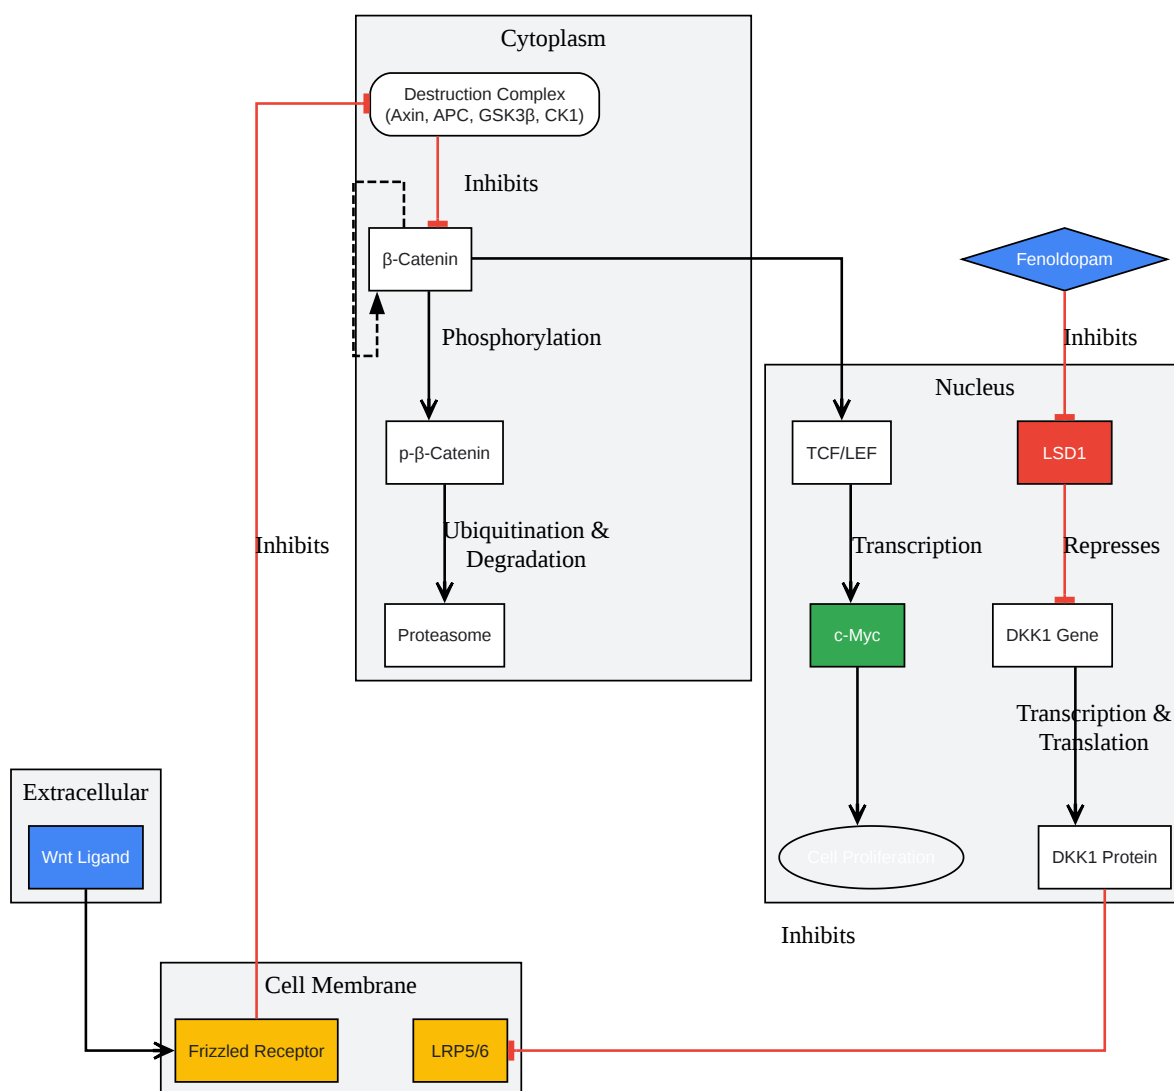 Cytoplasm
Destruction Complex
(Axin, APC, GSK3β, CK1)
Inhibits
β-Catenin
Fenoldopam
Phosphorylation
Inhibits
Nucleus
p-β-Catenin
TCF/LEF
LSD1
Ubiquitination &
Degradation
Inhibits
Transcription
Represses
Proteasome
c-Myc
DKK1 Gene
Transcription &
Translation
Extracellular
Wnt Ligand
Cell Proliferation
DKK1 Protein
Inhibits
Cell Membrane
Frizzled Receptor
LRP5/6